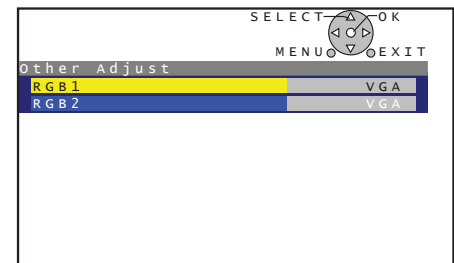 SELECT OK
MENU EXIT
Other Adjust
RGB1 VGA
RGB2 VGA